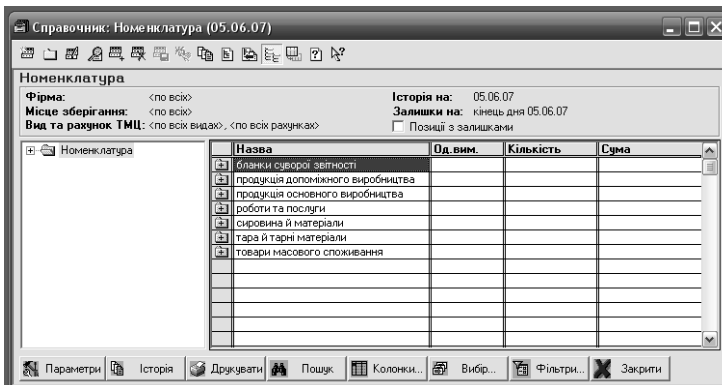 Справочник: Номенклатура (05.06.07)
Номенклатура
Фірма: <по всіх> Історія на: 05.06.07
Місце зберігання: <по всіх> Залишки на: кінець дня 05.06.07
Вид та рахунок ТМЦ: <по всіх видах>, <по всіх рахунках> Позиції з залишками
Номенклатура
Назва Од.вим. Кількість Сума
бланки суворої звітності
продукція допоміжного виробництва
продукція основного виробництва
роботи та послуги
сировина й матеріали
тара й тарні матеріали
товари масового споживання
Параметри Історія Друкувати Пошук Колонки... Вибір... Фільтри... Закрити